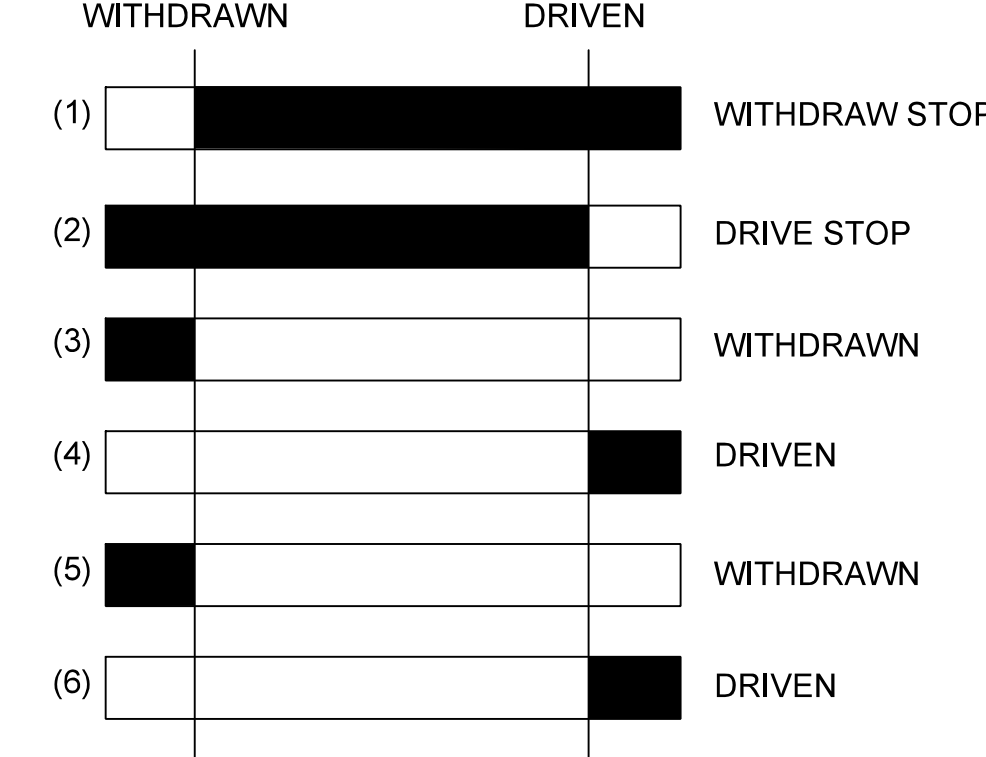 WITHDRAWN DRIVEN
(1) WITHDRAW STOP
(2) DRIVE STOP
(3) WITHDRAWN
(4) DRIVEN
(5) WITHDRAWN
(6) DRIVEN